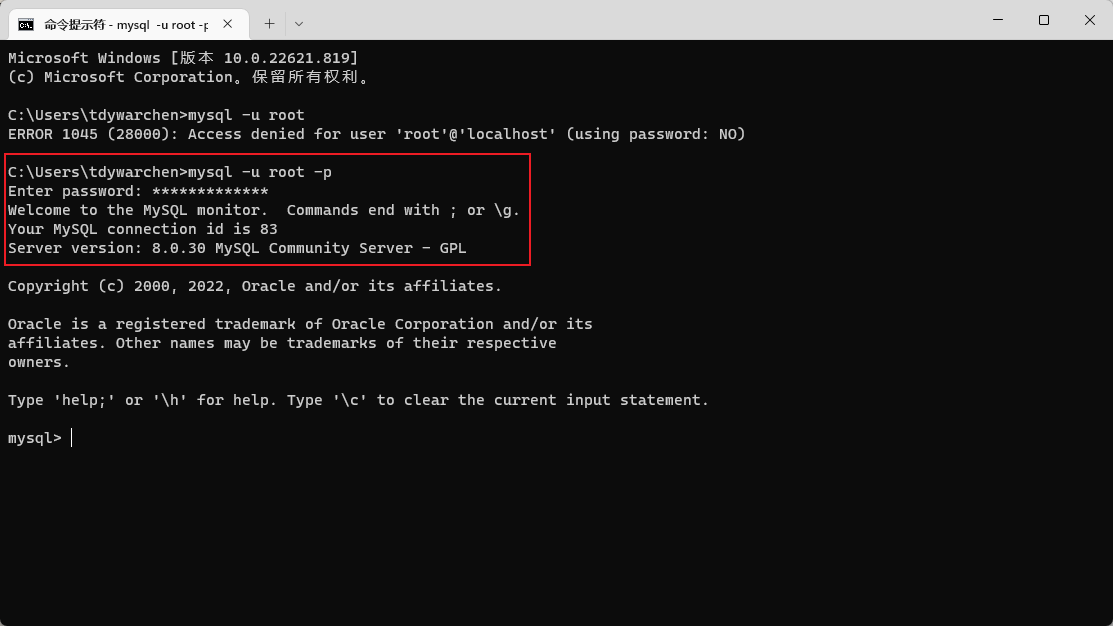 命令提示符 - mysql -u root -p
Microsoft Windows [版本 10.0.22621.819]
(c) Microsoft Corporation。保留所有权利。
C:\Users\tdywarchen>mysql -u root
ERROR 1045 (28000): Access denied for user 'root'@'localhost' (using password: NO)
C:\Users\tdywarchen>mysql -u root -p
Enter password: *************
Welcome to the MySQL monitor.  Commands end with ; or \g.
Your MySQL connection id is 83
Server version: 8.0.30 MySQL Community Server - GPL
Copyright (c) 2000, 2022, Oracle and/or its affiliates.
Oracle is a registered trademark of Oracle Corporation and/or its
affiliates. Other names may be trademarks of their respective
owners.
Type 'help;' or '\h' for help. Type '\c' to clear the current input statement.
mysql>